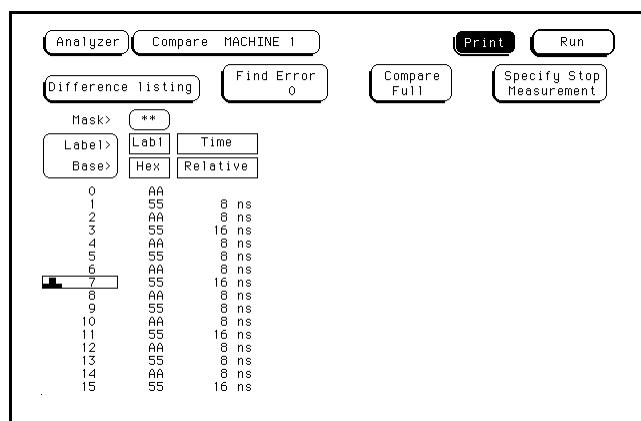 Analyzer Compare MACHINE 1 Print Run
Difference listing Find Error 0 Compare Full Specify Stop Measurement
Mask> **
Label> Lab1 Time
Base> Hex Relative
0 AA
1 55 8 ns
2 AA 8 ns
3 55 16 ns
4 AA 8 ns
5 55 8 ns
6 AA 8 ns
7 55 16 ns
8 AA 8 ns
9 55 8 ns
10 AA 8 ns
11 55 16 ns
12 AA 8 ns
13 55 8 ns
14 AA 8 ns
15 55 16 ns